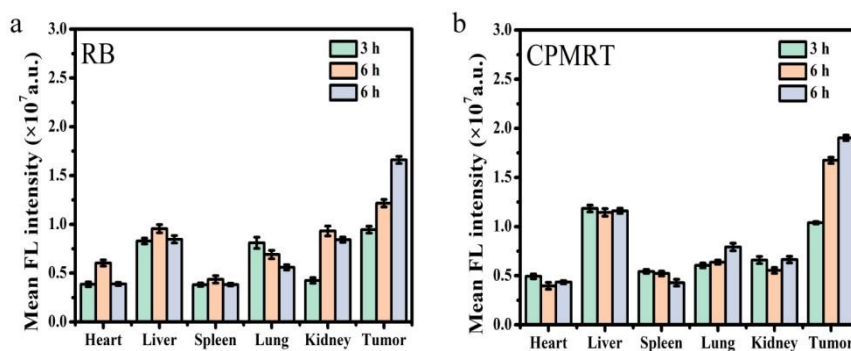 a
RB
3 h
6 h
6 h
Mean FL intensity (×10⁷a.u.)
3.0
2.5
2.0
1.5
1.0
0.5
0.0
Heart Liver Spleen Lung Kidney Tumor
b
CPMRT
3 h
6 h
6 h
Mean FL intensity (×10⁷a.u.)
3.0
2.5
2.0
1.5
1.0
0.5
0.0
Heart Liver Spleen Lung Kidney Tumor